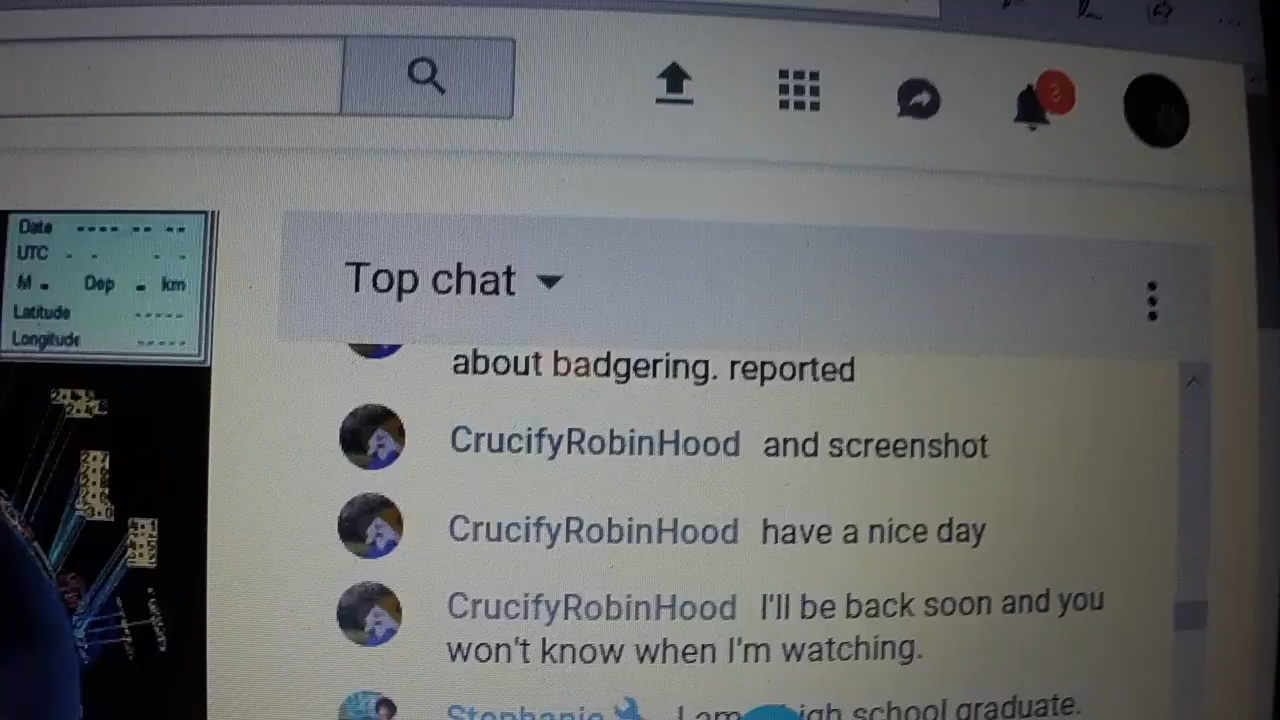 Date ---- -- --
UTC - - - -
M - Dep - km
Latitude -----
Longitude -----
Top chat
about badgering. reported
CrucifyRobinHood and screenshot
CrucifyRobinHood have a nice day
CrucifyRobinHood I'll be back soon and you
won't know when I'm watching.
Stephanie I am high school graduate.